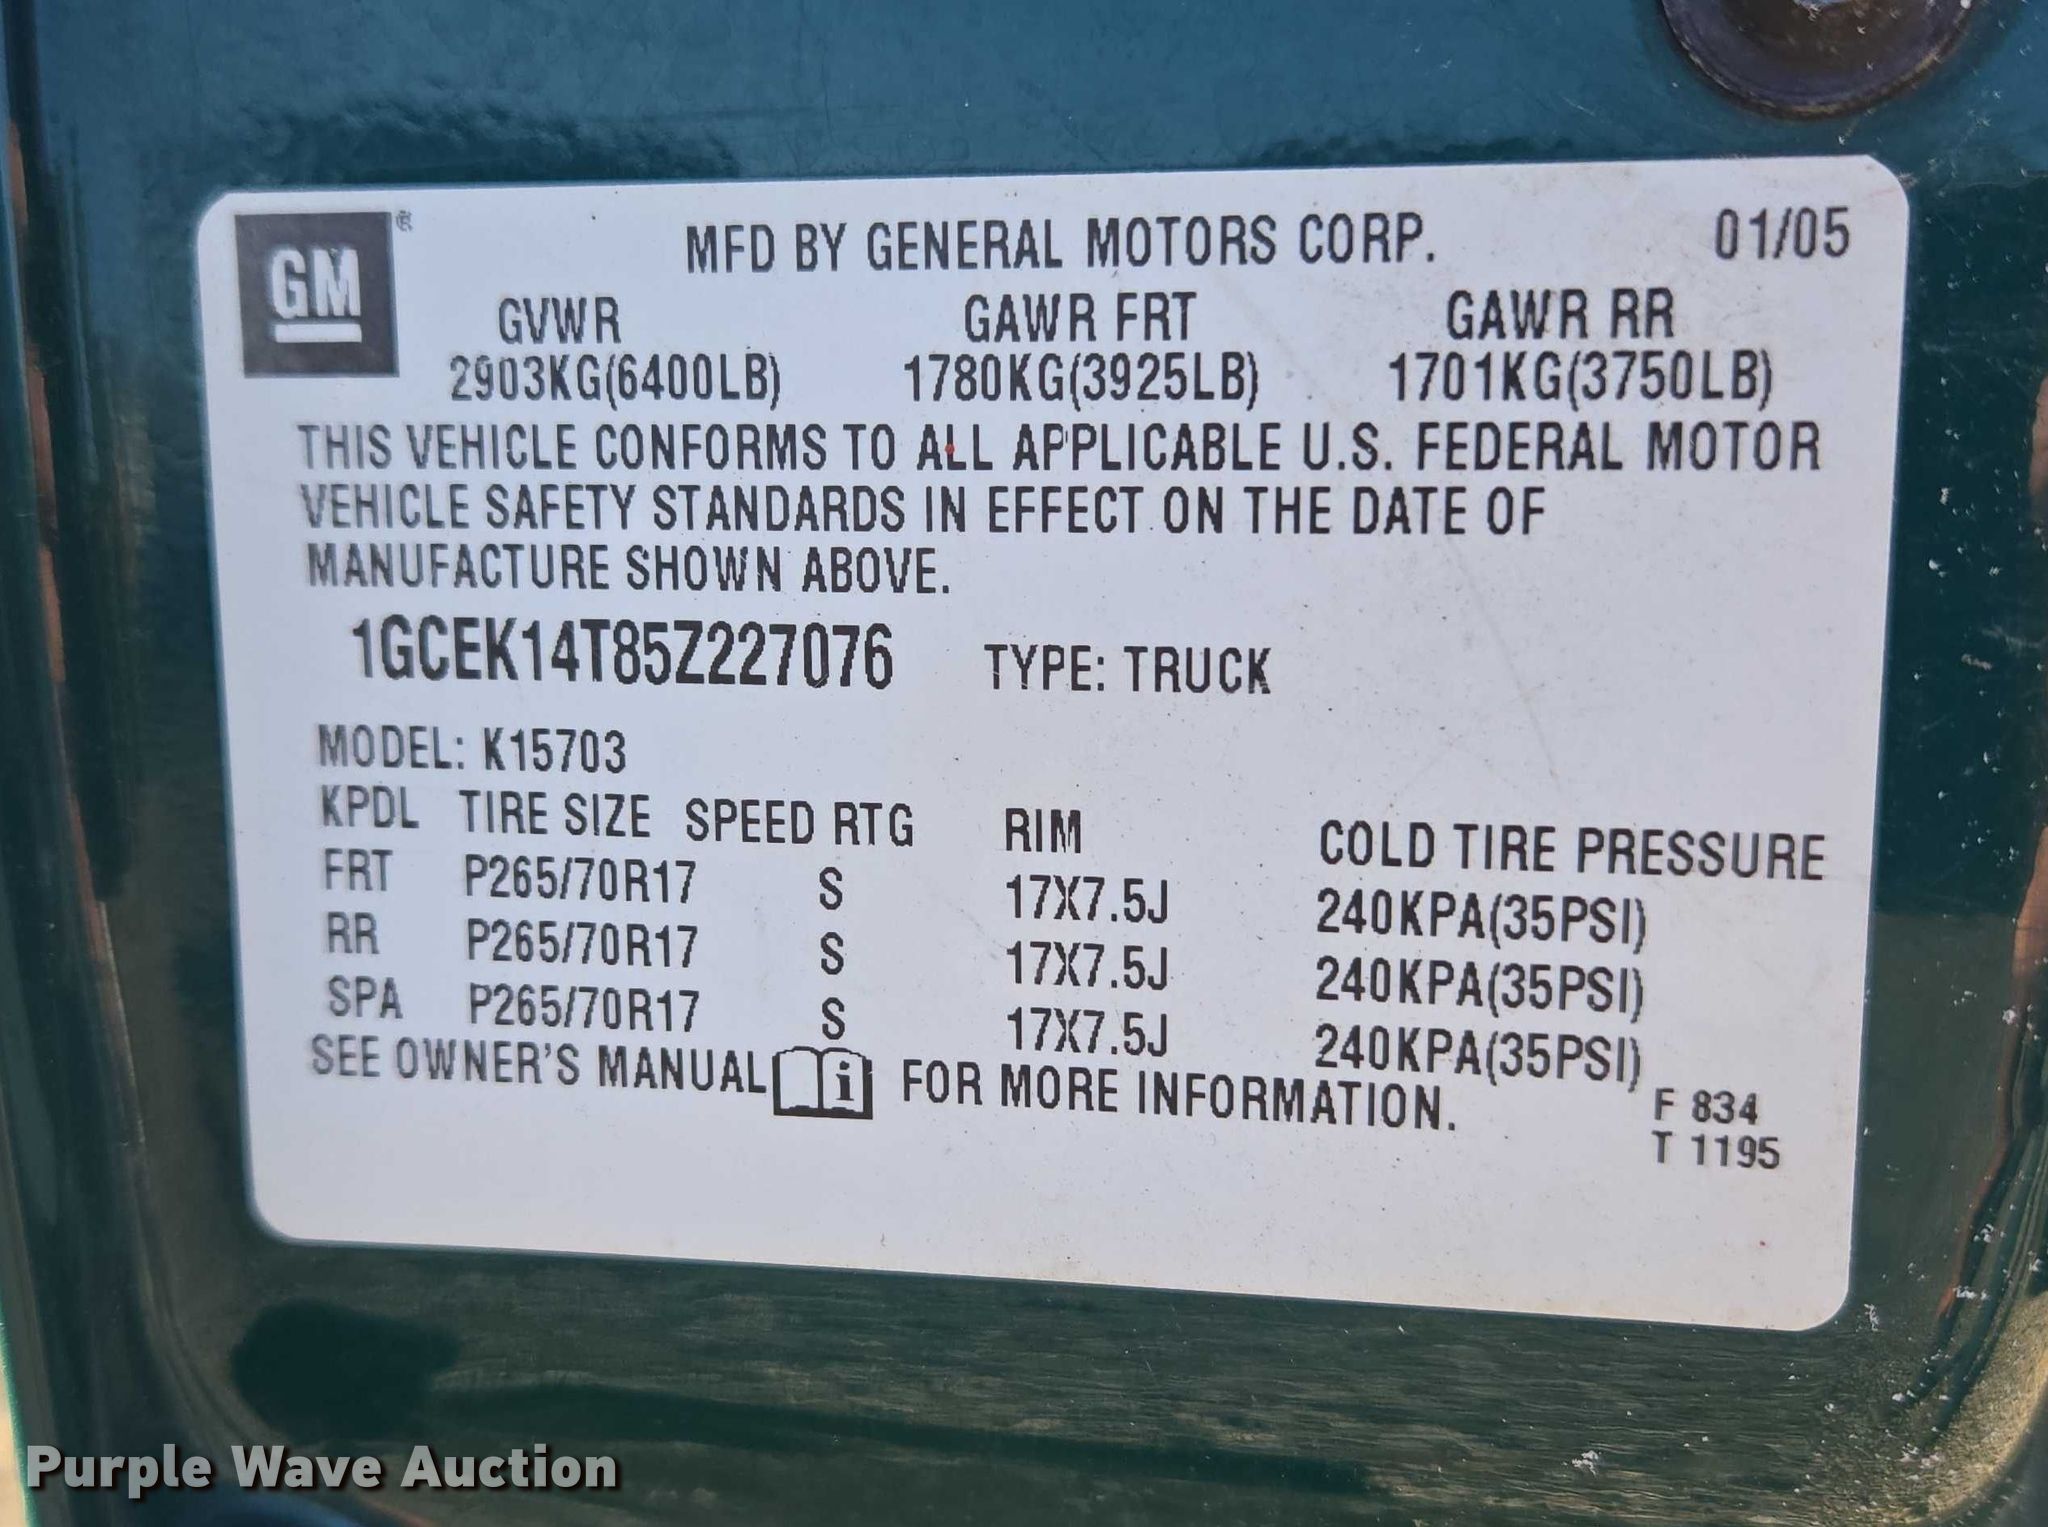 GM ®
MFD BY GENERAL MOTORS CORP. 01/05
GVWR GAWR FRT GAWR RR
2903KG(6400LB) 1780KG(3925LB) 1701KG(3750LB)
THIS VEHICLE CONFORMS TO ALL APPLICABLE U.S. FEDERAL MOTOR
VEHICLE SAFETY STANDARDS IN EFFECT ON THE DATE OF
MANUFACTURE SHOWN ABOVE.
1GCEK14T85Z227076 TYPE: TRUCK
MODEL: K15703
KPDL TIRE SIZE SPEED RTG RIM COLD TIRE PRESSURE
FRT P265/70R17 S 17X7.5J 240KPA(35PSI)
RR P265/70R17 S 17X7.5J 240KPA(35PSI)
SPA P265/70R17 S 17X7.5J 240KPA(35PSI)
SEE OWNER'S MANUAL i FOR MORE INFORMATION.
F 834
T 1195
Purple Wave Auction